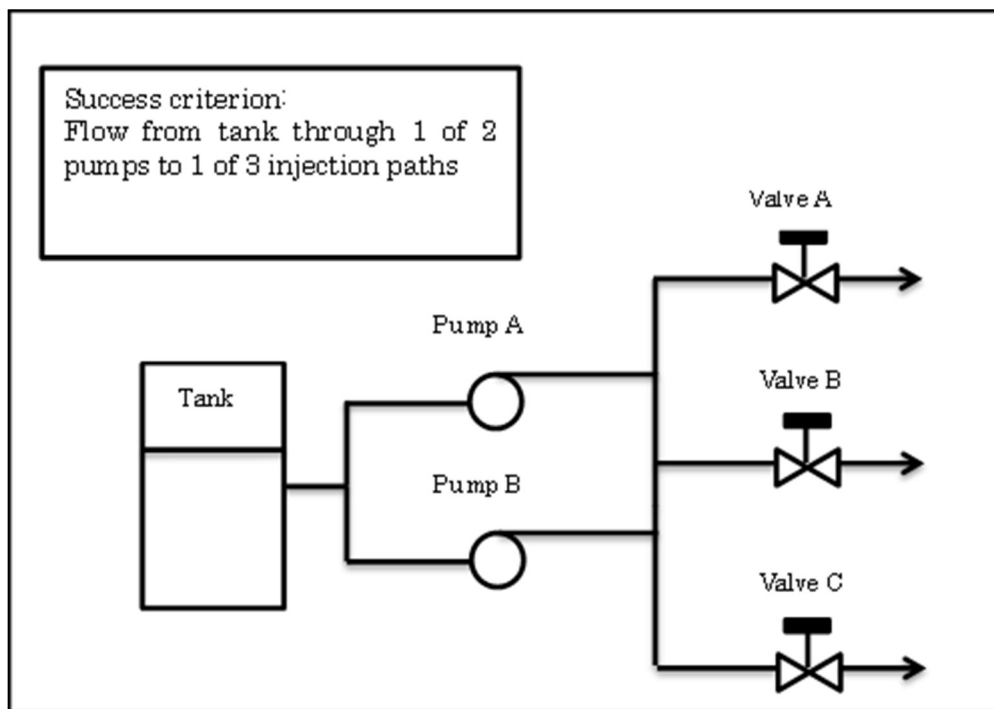 Success criterion:
Flow from tank through 1 of 2
pumps to 1 of 3 injection paths
Valve A
Pump A
Tank
Valve B
Pump B
Valve C